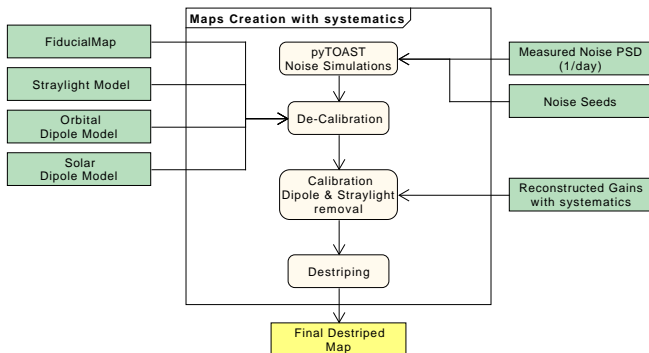 Maps Creation with systematics
FiducialMap
Straylight Model
Orbital
Dipole Model
Solar
Dipole Model
pyTOAST
Noise Simulations
De-Calibration
Calibration
Dipole & Straylight
removal
Destriping
Measured Noise PSD
(1/day)
Noise Seeds
Reconstructed Gains
with systematics
Final Destriped
Map